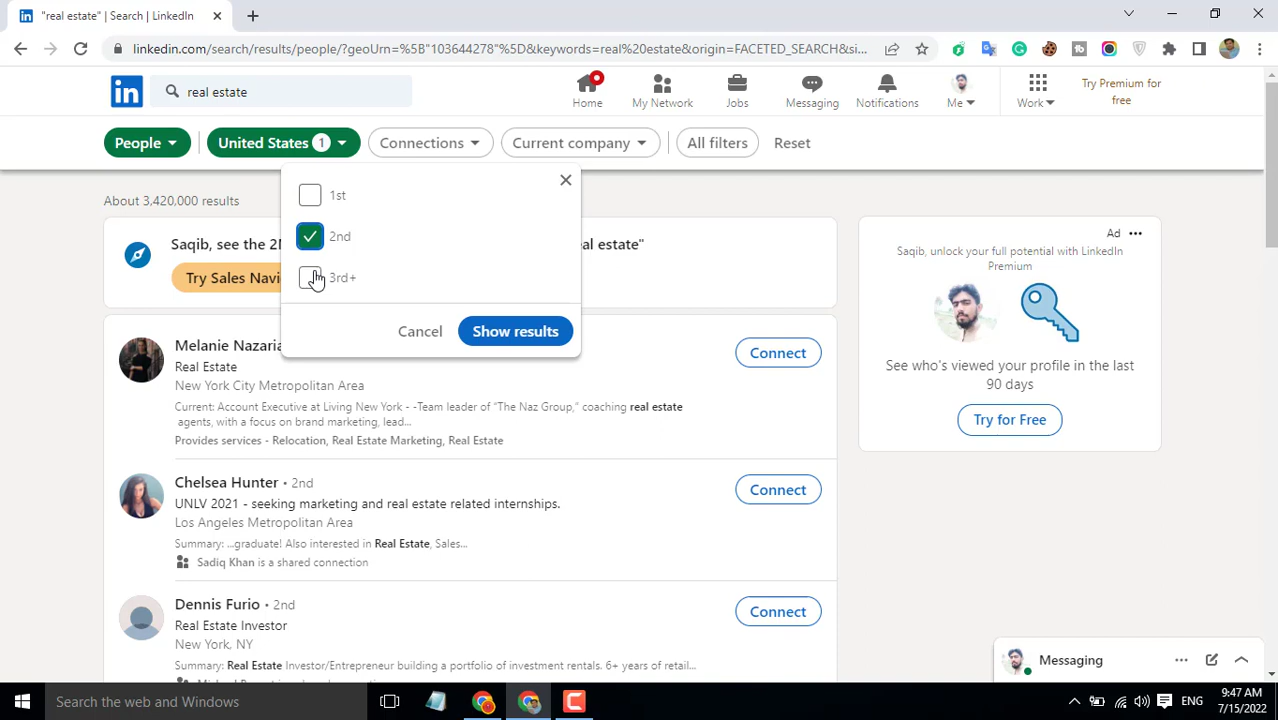 "real estate" | Search | LinkedIn
linkedin.com/search/results/people/?geoUrn=%5B"103644278"%5D&keywords=real%20estate&origin=FACETED_SEARCH&si...
in
real estate
Home
My Network
Jobs
Messaging
Notifications
Me
Work
Try Premium for
free
People
United States 1
Connections
Current company
All filters
Reset
1st
2nd
3rd+
Cancel
Show results
About 3,420,000 results
Saqib, see the 2
al estate"
Try Sales Navi
Melanie Nazaria
Real Estate
New York City Metropolitan Area
Current: Account Executive at Living New York - -Team leader of “The Naz Group,” coaching real estate
agents, with a focus on brand marketing, lead...
Provides services - Relocation, Real Estate Marketing, Real Estate
Connect
Chelsea Hunter • 2nd
UNLV 2021 - seeking marketing and real estate related internships.
Los Angeles Metropolitan Area
Summary: ...graduate! Also interested in Real Estate, Sales...
Sadiq Khan is a shared connection
Connect
Dennis Furio • 2nd
Real Estate Investor
New York, NY
Summary: Real Estate Investor/Entrepreneur building a portfolio of investment rentals. 6+ years of retail...
Connect
Ad
Saqib, unlock your full potential with LinkedIn
Premium
See who's viewed your profile in the last
90 days
Try for Free
Messaging
Search the web and Windows
ENG
9:47 AM
7/15/2022